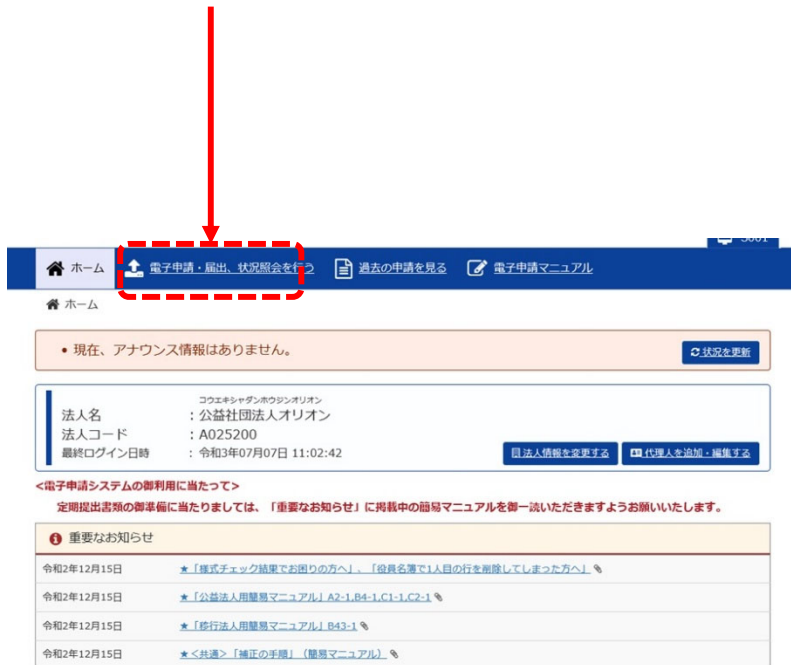 ホーム 電子申請・届出、状況照会を行う 過去の申請を見る 電子申請マニュアル
ホーム
• 現在、アナウンス情報はありません。 状況を更新
コウエキシャダンホウジンオリオン
法人名 : 公益社団法人オリオン
法人コード : A025200
最終ログイン日時 : 令和3年07月07日 11:02:42 法人情報を変更する 代理人を追加・編集する
<電子申請システムの御利用に当たって>
定期提出書類の御準備に当たりましては、「重要なお知らせ」に掲載中の簡易マニュアルを御一読いただきますようお願いいたします。
重要なお知らせ
令和2年12月15日 ★「様式チェック結果でお困りの方へ」、「役員名簿で1人目の行を削除してしまった方へ」
令和2年12月15日 ★「公益法人用簡易マニュアル」A2-1,B4-1,C1-1,C2-1
令和2年12月15日 ★「移行法人用簡易マニュアル」B43-1
令和2年12月15日 ★<共通>「補正の手順」（簡易マニュアル）